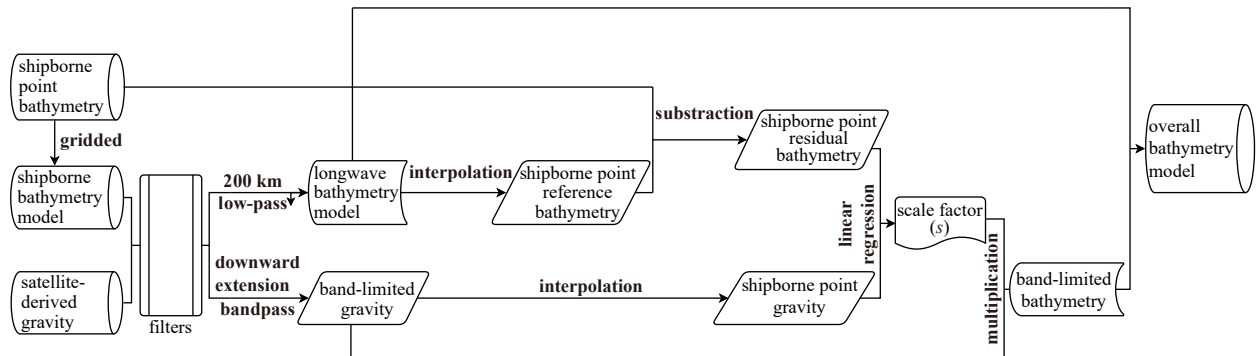 shipborne
point
bathymetry
gridded
shipborne
bathymetry
model
satellite-
derived
gravity
filters
200 km
low-pass
downward
extension
bandpass
longwave
bathymetry
model
band-limited
gravity
interpolation
shipborne point
reference
bathymetry
interpolation
substraction
shipborne point
residual
bathymetry
shipborne point
gravity
linear
regression
scale factor
(s)
multiplication
band-limited
bathymetry
overall
bathymetry
model